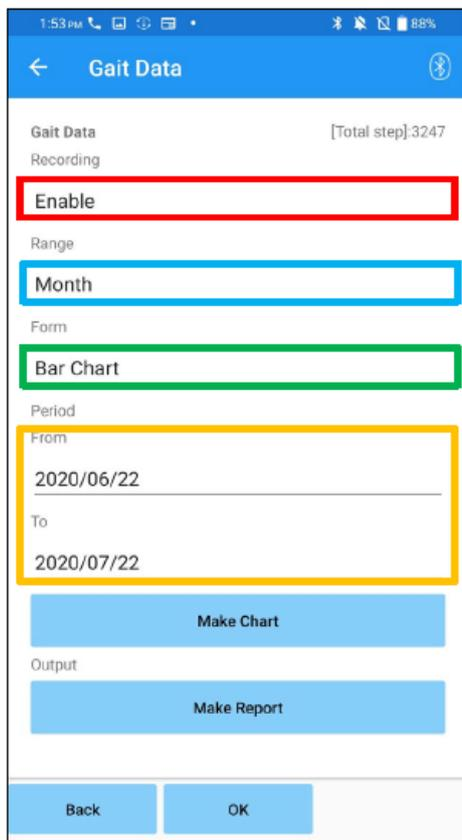 1:53 PM 88%
Gait Data
Gait Data [Total step]:3247
Recording
Enable
Range
Month
Form
Bar Chart
Period
From
2020/06/22
To
2020/07/22
Make Chart
Output
Make Report
Back OK